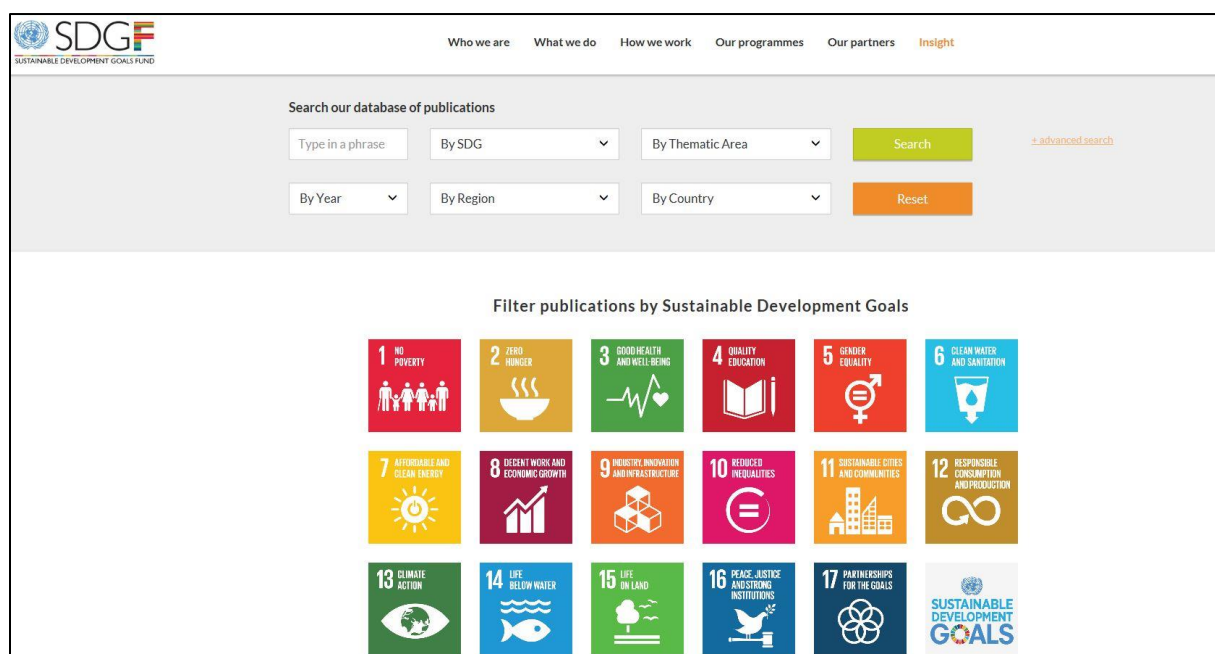 SDGF
SUSTAINABLE DEVELOPMENT GOALS FUND
Who we are What we do How we work Our programmes Our partners Insight
Search our database of publications
Type in a phrase By SDG By Thematic Area Search + advanced search
By Year By Region By Country Reset
Filter publications by Sustainable Development Goals
1 NO POVERTY
2 ZERO HUNGER
3 GOOD HEALTH AND WELL-BEING
4 QUALITY EDUCATION
5 GENDER EQUALITY
6 CLEAN WATER AND SANITATION
7 AFFORDABLE AND CLEAN ENERGY
8 DECENT WORK AND ECONOMIC GROWTH
9 INDUSTRY, INNOVATION AND INFRASTRUCTURE
10 REDUCED INEQUALITIES
11 SUSTAINABLE CITIES AND COMMUNITIES
12 RESPONSIBLE CONSUMPTION AND PRODUCTION
13 CLIMATE ACTION
14 LIFE BELOW WATER
15 LIFE ON LAND
16 PEACE, JUSTICE AND STRONG INSTITUTIONS
17 PARTNERSHIPS FOR THE GOALS
SUSTAINABLE
DEVELOPMENT
GOALS